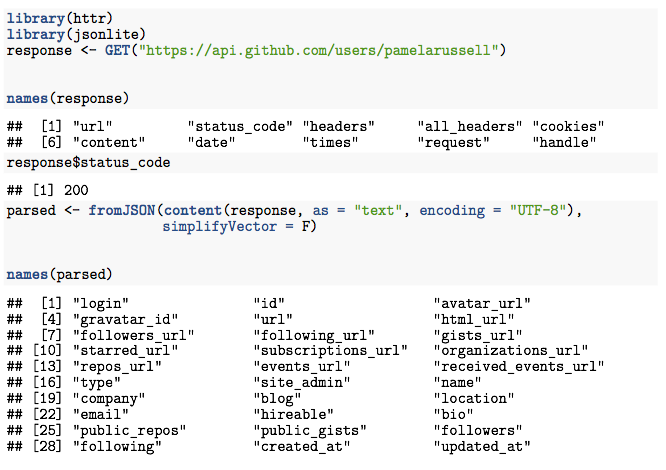 library(httr)
library(jsonlite)
response <- GET("https://api.github.com/users/pamelarussell")
names(response)
##  [1] "url"         "status_code" "headers"     "all_headers" "cookies"
##  [6] "content"     "date"        "times"       "request"     "handle"
response$status_code
## [1] 200
parsed <- fromJSON(content(response, as = "text", encoding = "UTF-8"),
                   simplifyVector = F)
names(parsed)
##  [1] "login"               "id"                  "avatar_url"
##  [4] "gravatar_id"         "url"                 "html_url"
##  [7] "followers_url"       "following_url"       "gists_url"
## [10] "starred_url"         "subscriptions_url"   "organizations_url"
## [13] "repos_url"           "events_url"          "received_events_url"
## [16] "type"                "site_admin"          "name"
## [19] "company"             "blog"                "location"
## [22] "email"               "hireable"            "bio"
## [25] "public_repos"        "public_gists"        "followers"
## [28] "following"           "created_at"          "updated_at"